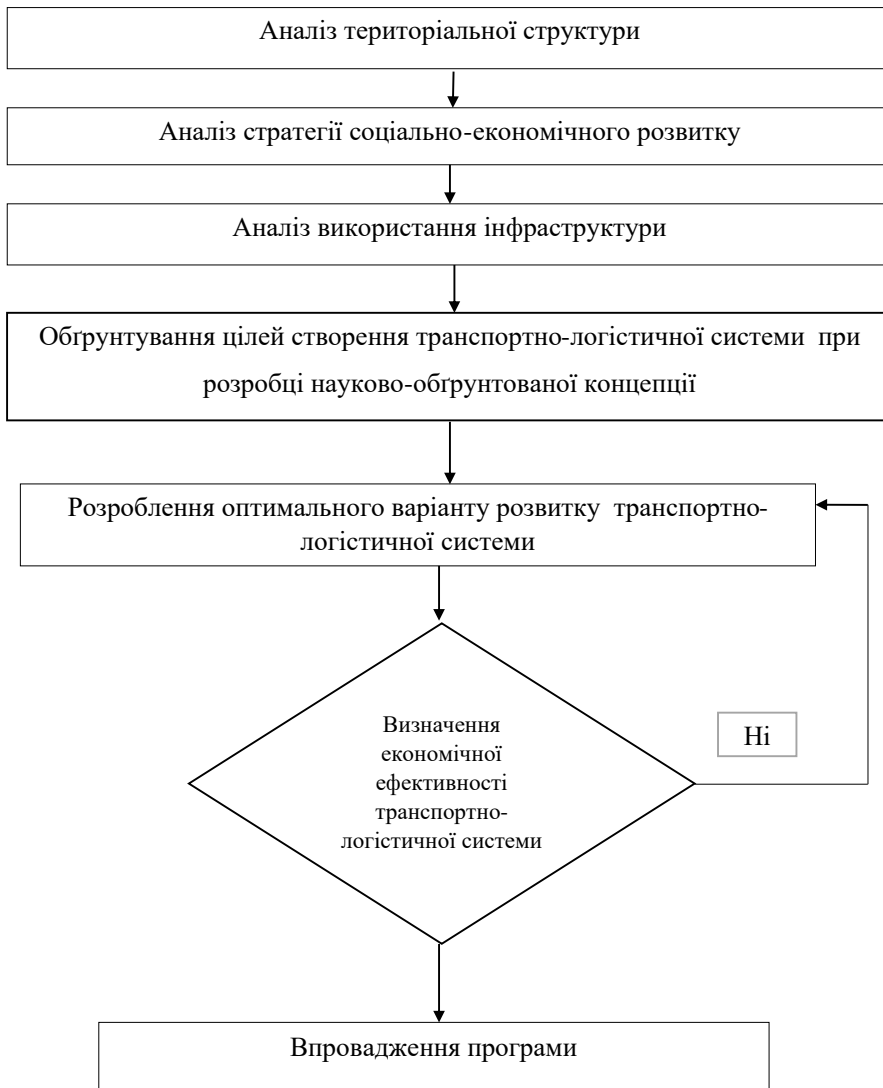 Аналіз територіальної структури
Аналіз стратегії соціально-економічного розвитку
Аналіз використання інфраструктури
Обґрунтування цілей створення транспортно-логістичної системи при
розробці науково-обґрунтованої концепції
Розроблення оптимального варіанту розвитку транспортно-
логістичної системи
Визначення
економічної
ефективності
транспортно-
логістичної системи
Ні
Впровадження програми